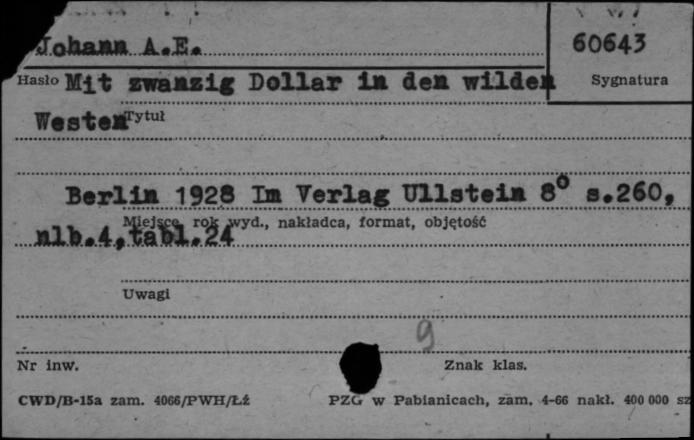 Johann A.E.
60643
Hasło Mit zwanzig Dollar in den wilden
Sygnatura
Westen Tytuł
Berlin 1928 Im Verlag Ullstein 8° s.260,
Miejsce, rok wyd., nakładca, format, objętość
nlb.4,tabl.24
Uwagi
9
Nr inw.
Znak klas.
CWD/B-15a zam. 4066/PWH/Łź
PZG w Pabianicach, zam. 4-66 nakł. 400 000 sz